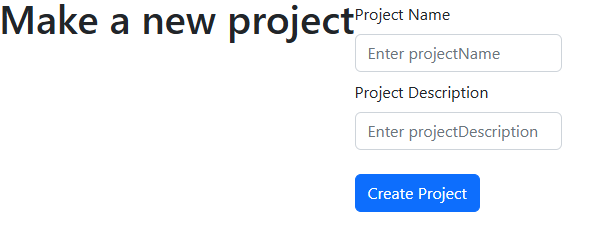 Make a new project
Project Name
Enter projectName
Project Description
Enter projectDescription
Create Project